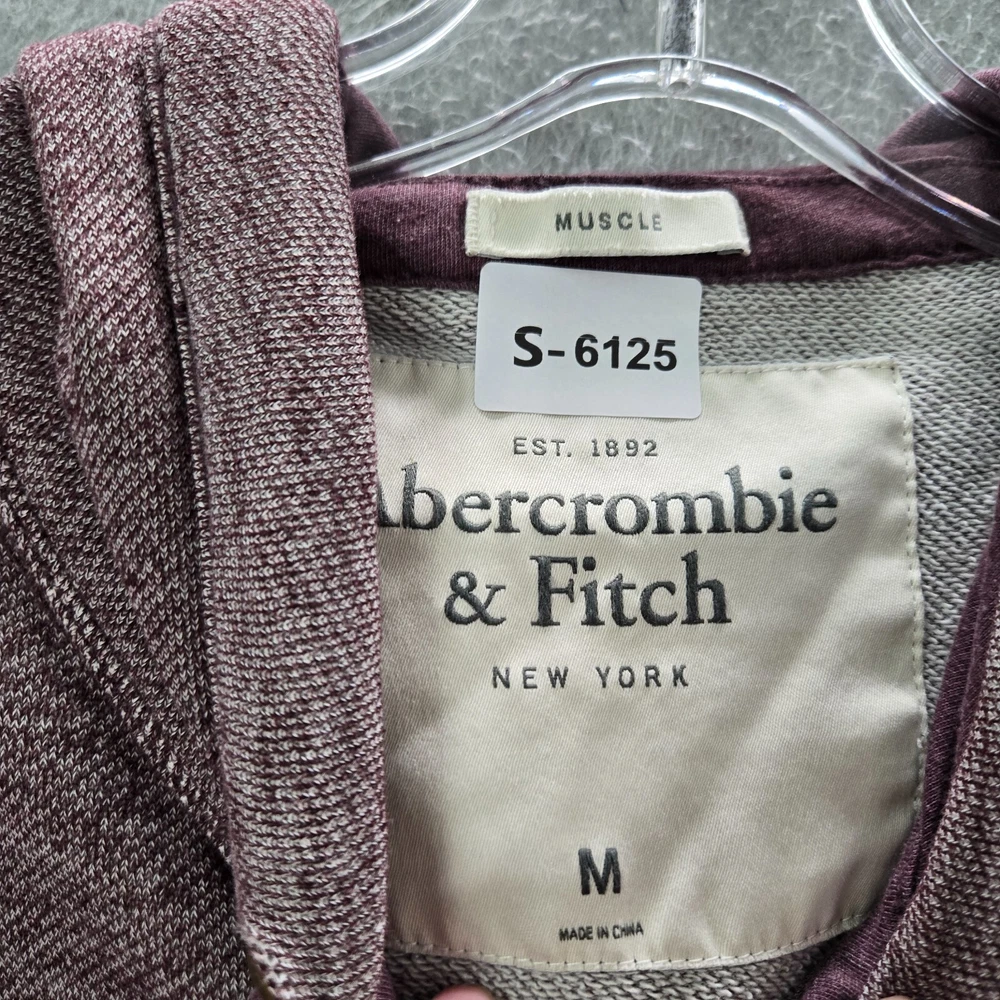 MUSCLE
S-6125
EST. 1892
Abercrombie
& Fitch
NEW YORK
M
MADE IN CHINA